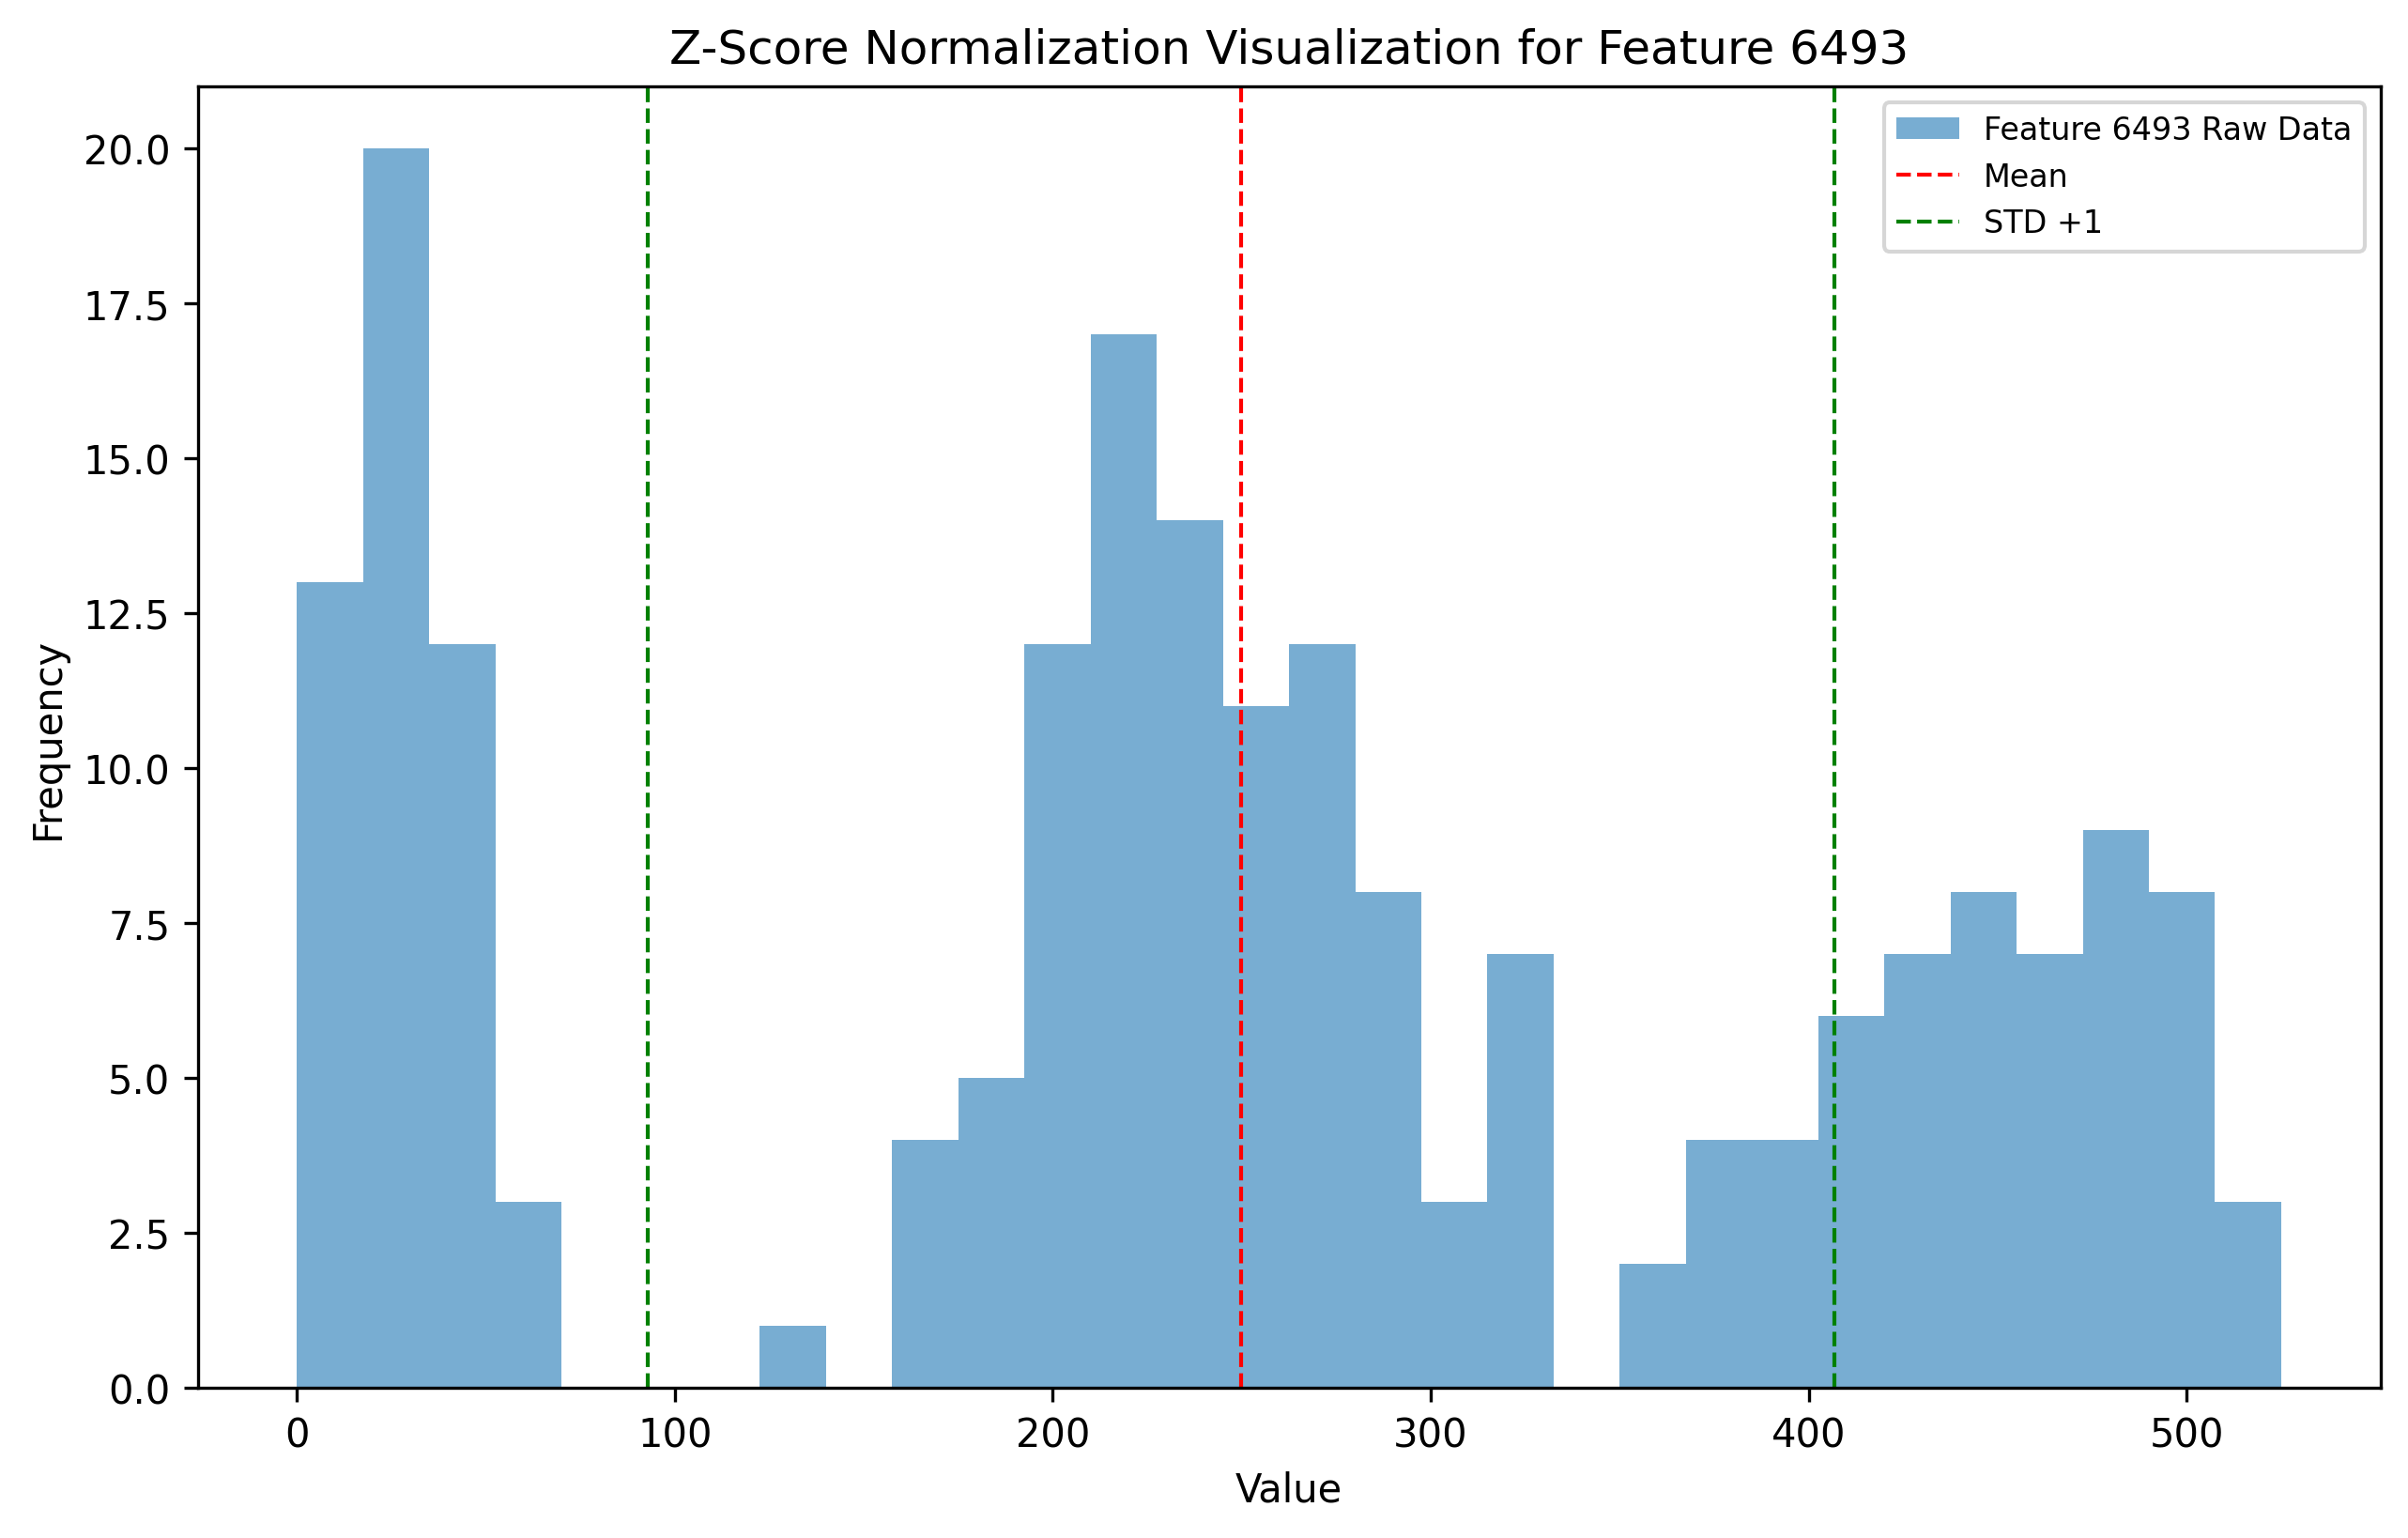 Z-Score Normalization Visualization for Feature 6493
Feature 6493 Raw Data
Mean
STD +1
Frequency
20.0
17.5
15.0
12.5
10.0
7.5
5.0
2.5
0.0
0 100 200 300 400 500
Value